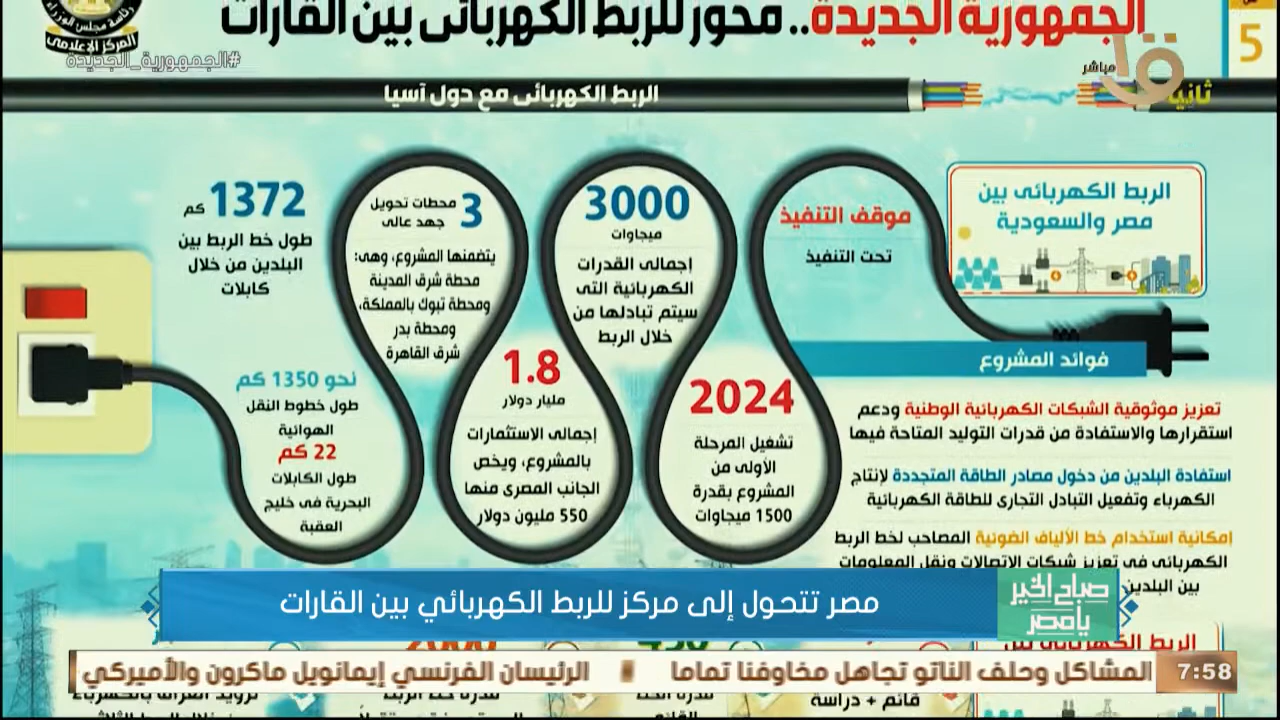 الجمهورية الجديدة.. محور للربط الكهربائى بين القارات
5
رئاسة مجلس الوزراء
المركز الإعلامى
#الجمهورية_الجديدة
مباشر
ثانيا
الربط الكهربائى مع دول آسيا
الربط الكهربائى بين
مصر والسعودية
موقف التنفيذ
تحت التنفيذ
3000
ميجاوات
إجمالى القدرات
الكهربائية التى
سيتم تبادلها من
خلال الربط
3 محطات تحويل
جهد عالى
يتضمنها المشروع، وهى:
محطة شرق المدينة
ومحطة تبوك بالمملكة،
ومحطة بدر
شرق القاهرة
1372 كم
طول خط الربط بين
البلدين من خلال
كابلات
2024
تشغيل المرحلة
الأولى من
المشروع بقدرة
1500 ميجاوات
1.8
مليار دولار
إجمالى الاستثمارات
بالمشروع، ويخص
الجانب المصرى منها
550 مليون دولار
نحو 1350 كم
طول خطوط النقل
الهوائية
22 كم
طول الكابلات
البحرية فى خليج
العقبة
فوائد المشروع
تعزيز موثوقية الشبكات الكهربائية الوطنية ودعم
استقرارها والاستفادة من قدرات التوليد المتاحة فيها
استفادة البلدين من دخول مصادر الطاقة المتجددة لإنتاج
الكهرباء وتفعيل التبادل التجارى للطاقة الكهربائية
إمكانية استخدام خط الألياف الضوئية المصاحب لخط الربط
الكهربائى فى تعزيز شبكات الاتصالات ونقل المعلومات
بين البلدين
صباح الخير
يا مصر
مصر تتحول إلى مركز للربط الكهربائي بين القارات
7:58
المشاكل وحلف الناتو تجاهل مخاوفنا تماما
الرئيسان الفرنسي إيمانويل ماكرون والأميركي
قائم + دراسة